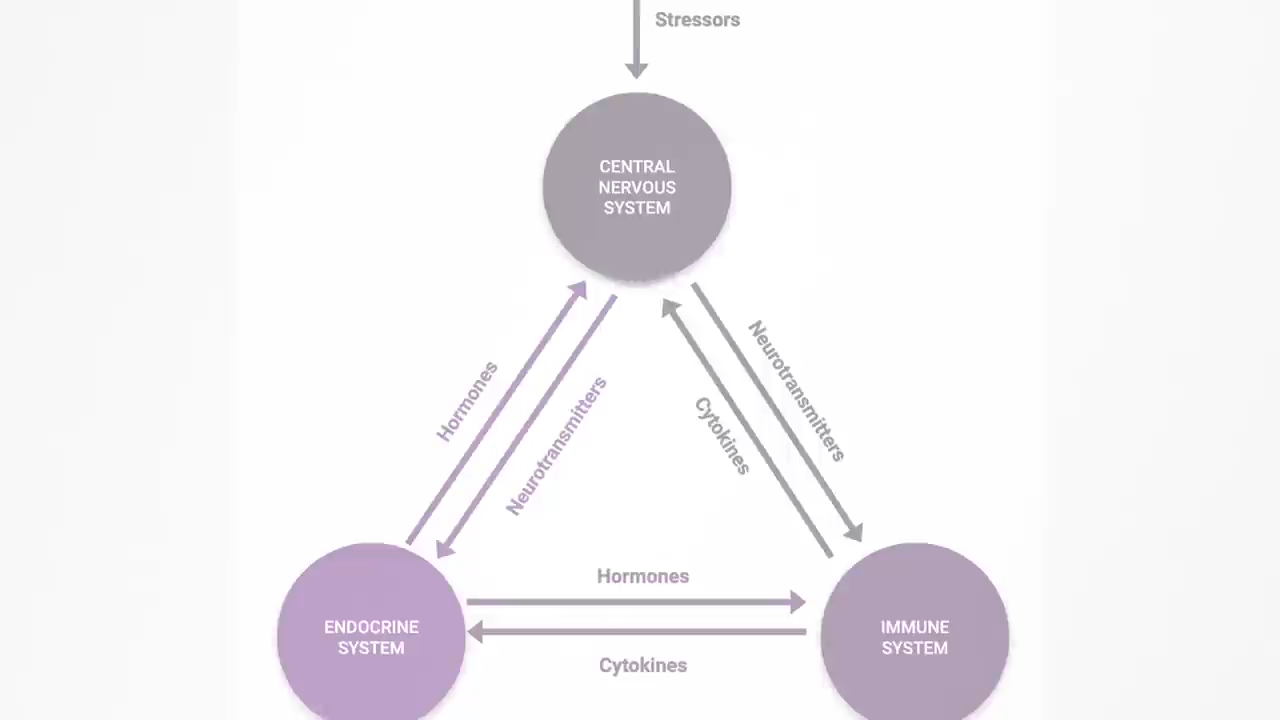 Stressors
CENTRAL
NERVOUS
SYSTEM
Hormones
Neurotransmitters
Cytokines
Neurotransmitters
Hormones
ENDOCRINE
SYSTEM
IMMUNE
SYSTEM
Cytokines